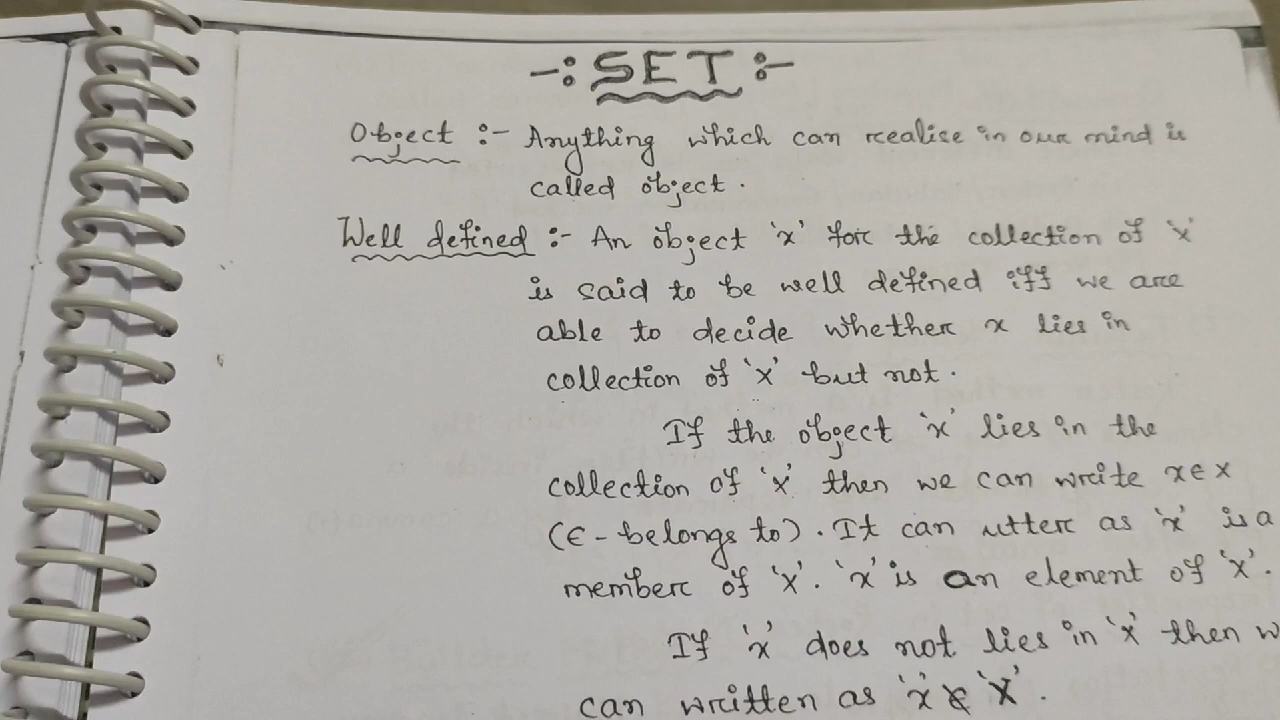 -: SET :-
Object :- Anything which can realise in our mind is
called object.
Well defined :- An object 'x' for the collection of 'x'
is said to be well defined iff we are
able to decide whether x lies in
collection of 'x' but not.
If the object 'x' lies in the
collection of 'x' then we can write x∈x
(∈ - belongs to). It can utter as 'x' is a
member of 'x'. 'x' is an element of 'x'.
If 'x' does not lies in 'x' then w
can written as 'x' ∉ 'x'.